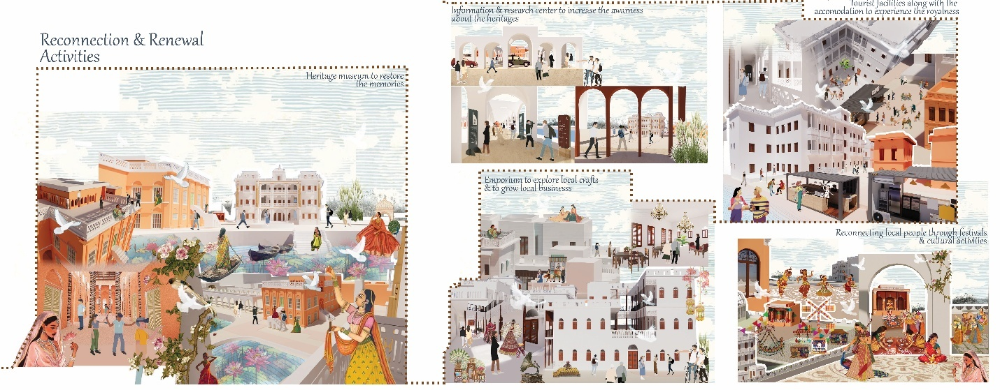 Reconnection & Renewal
Activities
Heritage museum to restore
the memories
Information & research center to increase the awarness
about the heritages
Emporium to explore local crafts
& to grow local businesss
Tourist facilities along with the
accomodation to experience the royalness
Reconnecting local people through festivals
& cultural activities